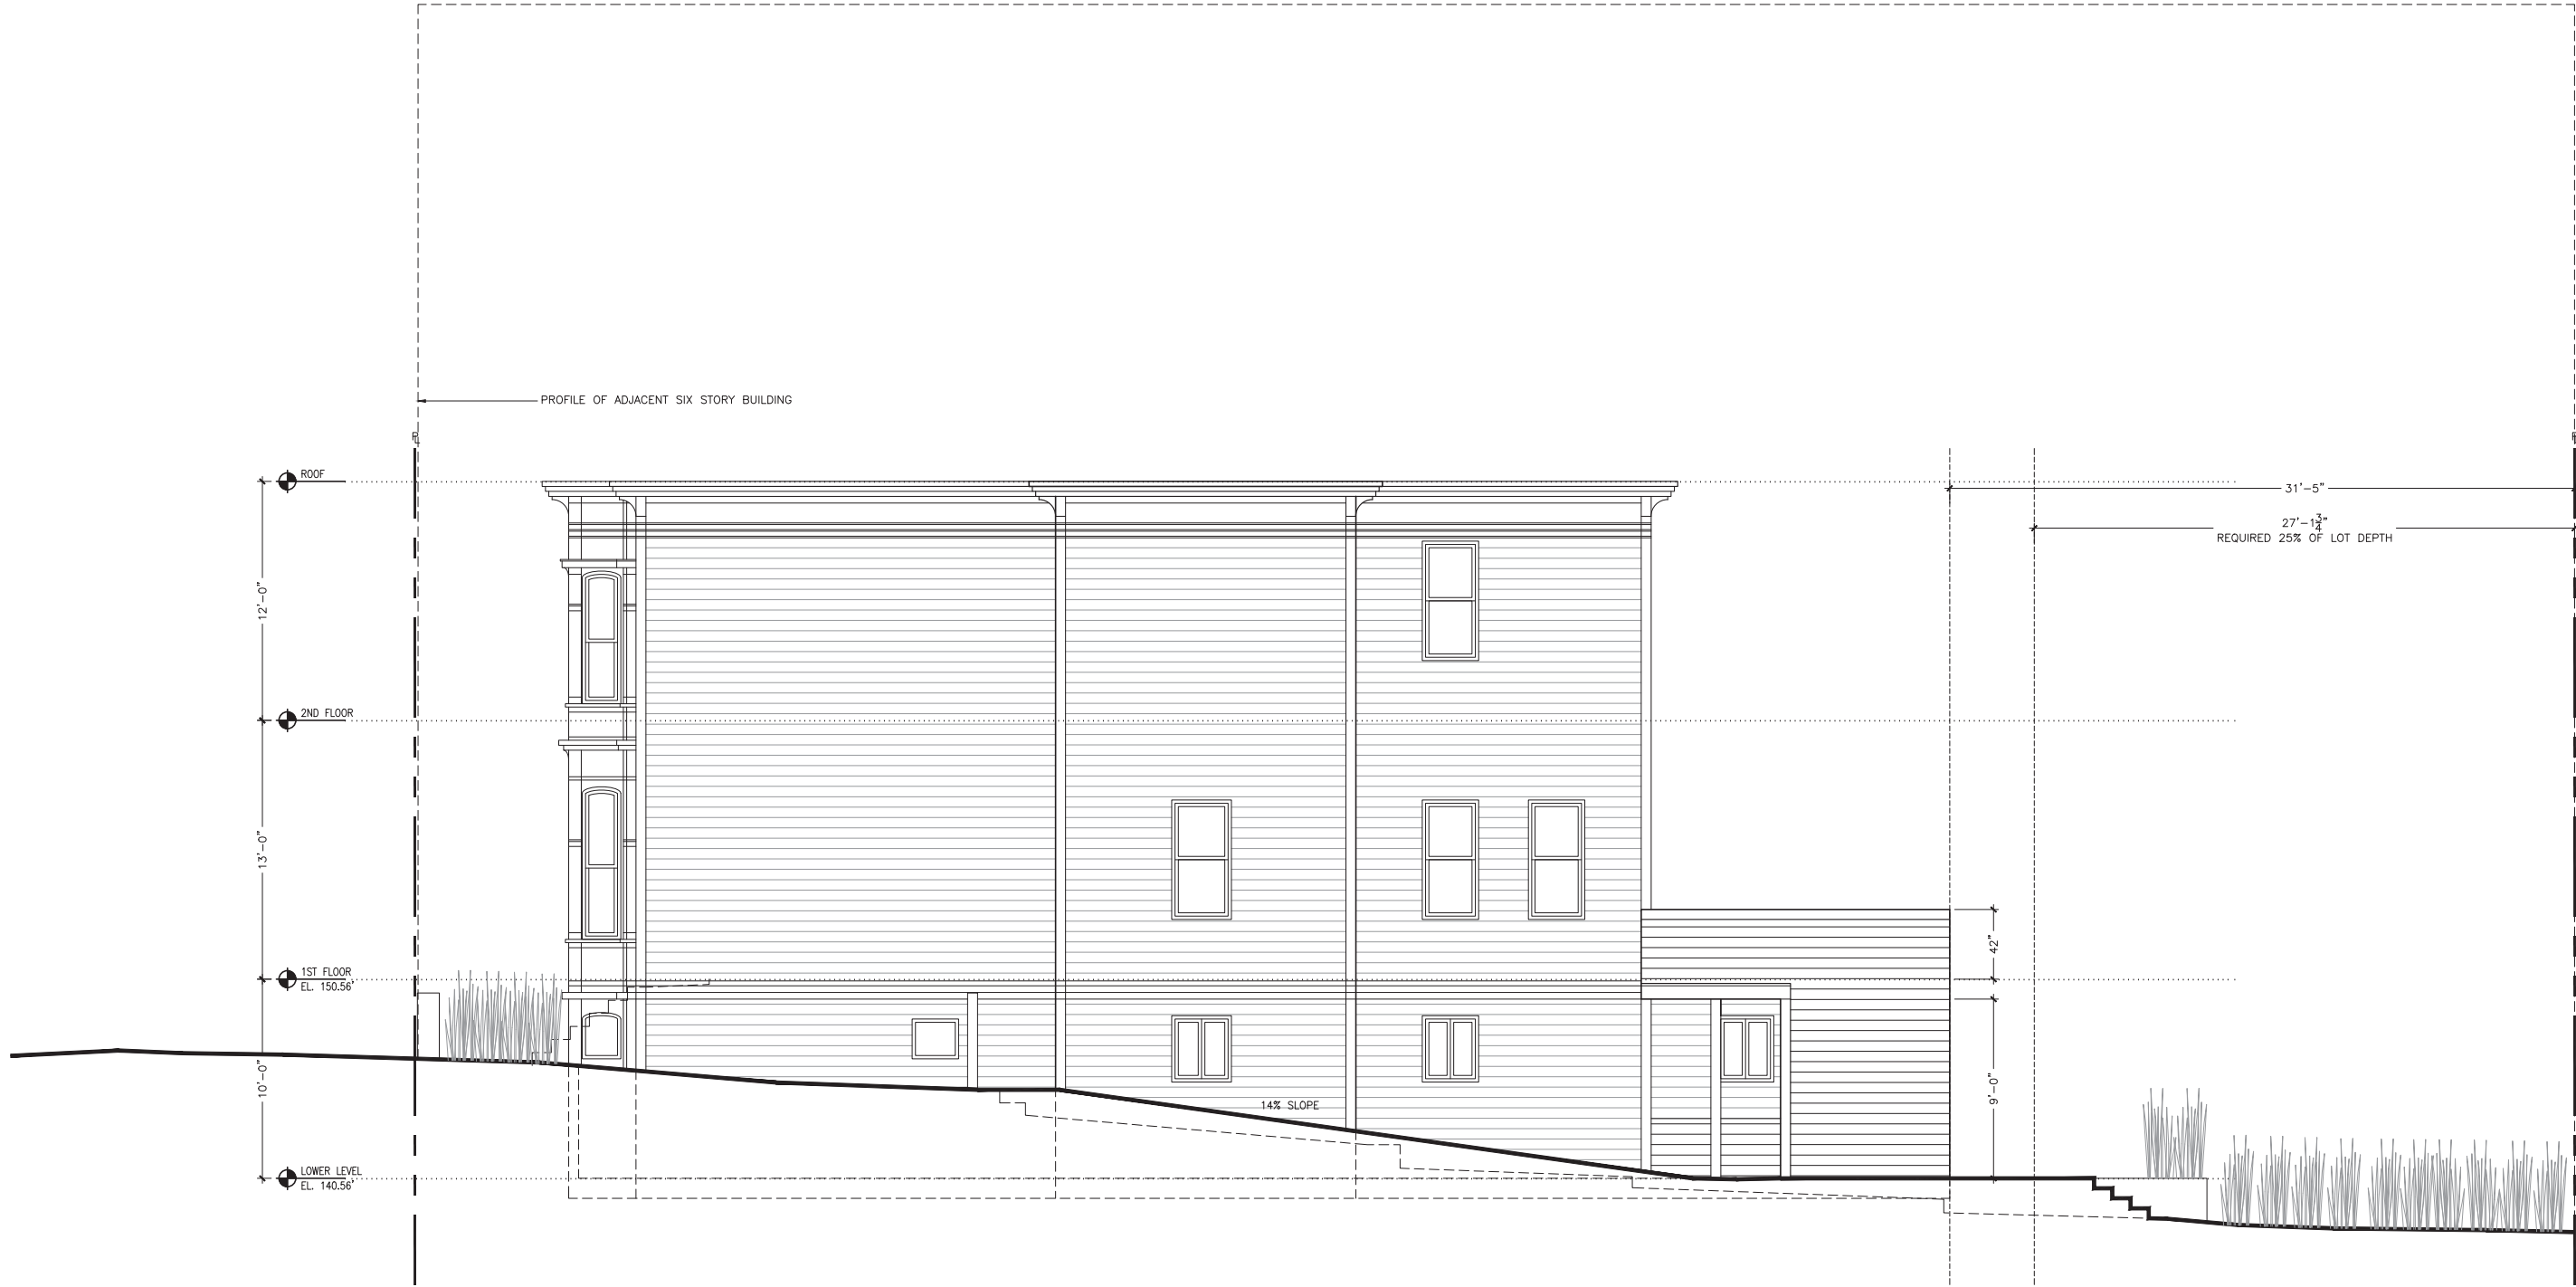 PROFILE OF ADJACENT SIX STORY BUILDING
PL
ROOF
31'-5"
27'-1¾"
REQUIRED 25% OF LOT DEPTH
12'-0"
2ND FLOOR
13'-0"
42"
1ST FLOOR
EL. 150.56'
10'-0"
9'-0"
14% SLOPE
LOWER LEVEL
EL. 140.56'